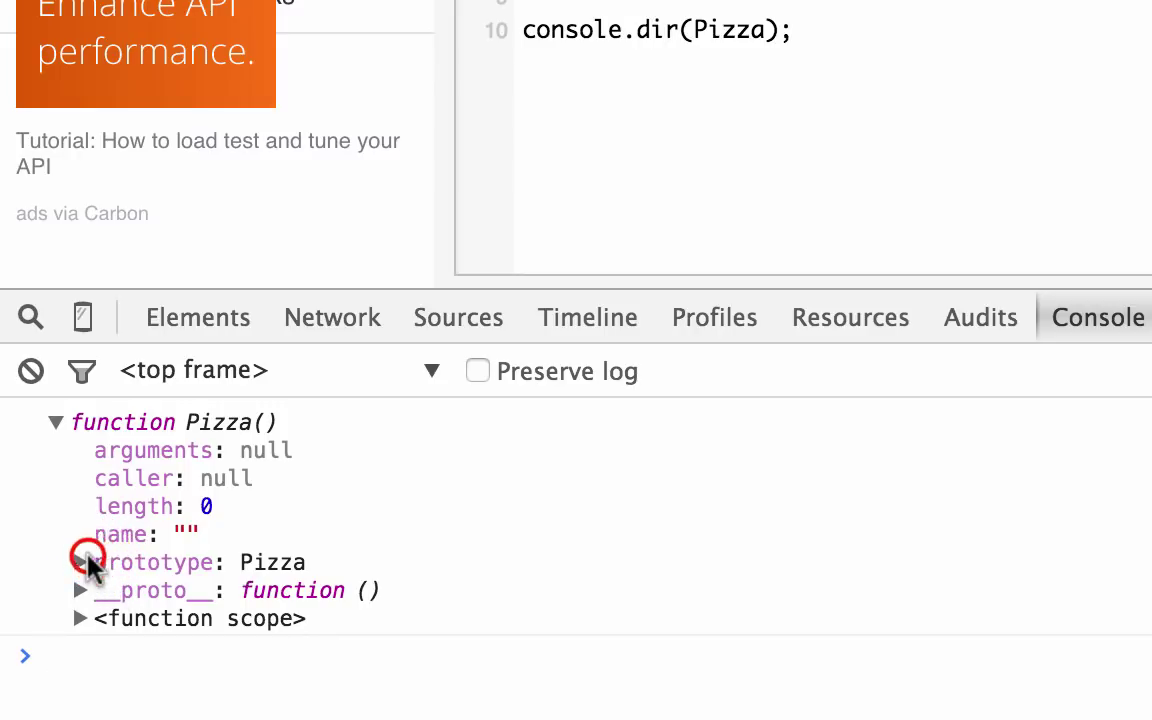 Enhance API
performance.
Tutorial: How to load test and tune your
API
ads via Carbon
10 console.dir(Pizza);
Elements Network Sources Timeline Profiles Resources Audits Console
<top frame> ▼ Preserve log
▼ function Pizza()
arguments: null
caller: null
length: 0
name: ""
prototype: Pizza
▶ __proto__: function ()
▶ <function scope>
>